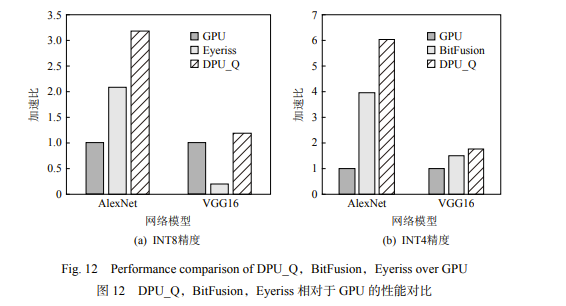 3.5
3.0
2.5
2.0
1.5
1.0
0.5
0
加速比
GPU
Eyeriss
DPU_Q
AlexNet
VGG16
网络模型
(a) INT8精度
7
6
5
4
3
2
1
0
加速比
GPU
BitFusion
DPU_Q
AlexNet
VGG16
网络模型
(b) INT4精度
Fig. 12 Performance comparison of DPU_Q，BitFusion，Eyeriss over GPU
图 12 DPU_Q，BitFusion，Eyeriss 相对于 GPU 的性能对比